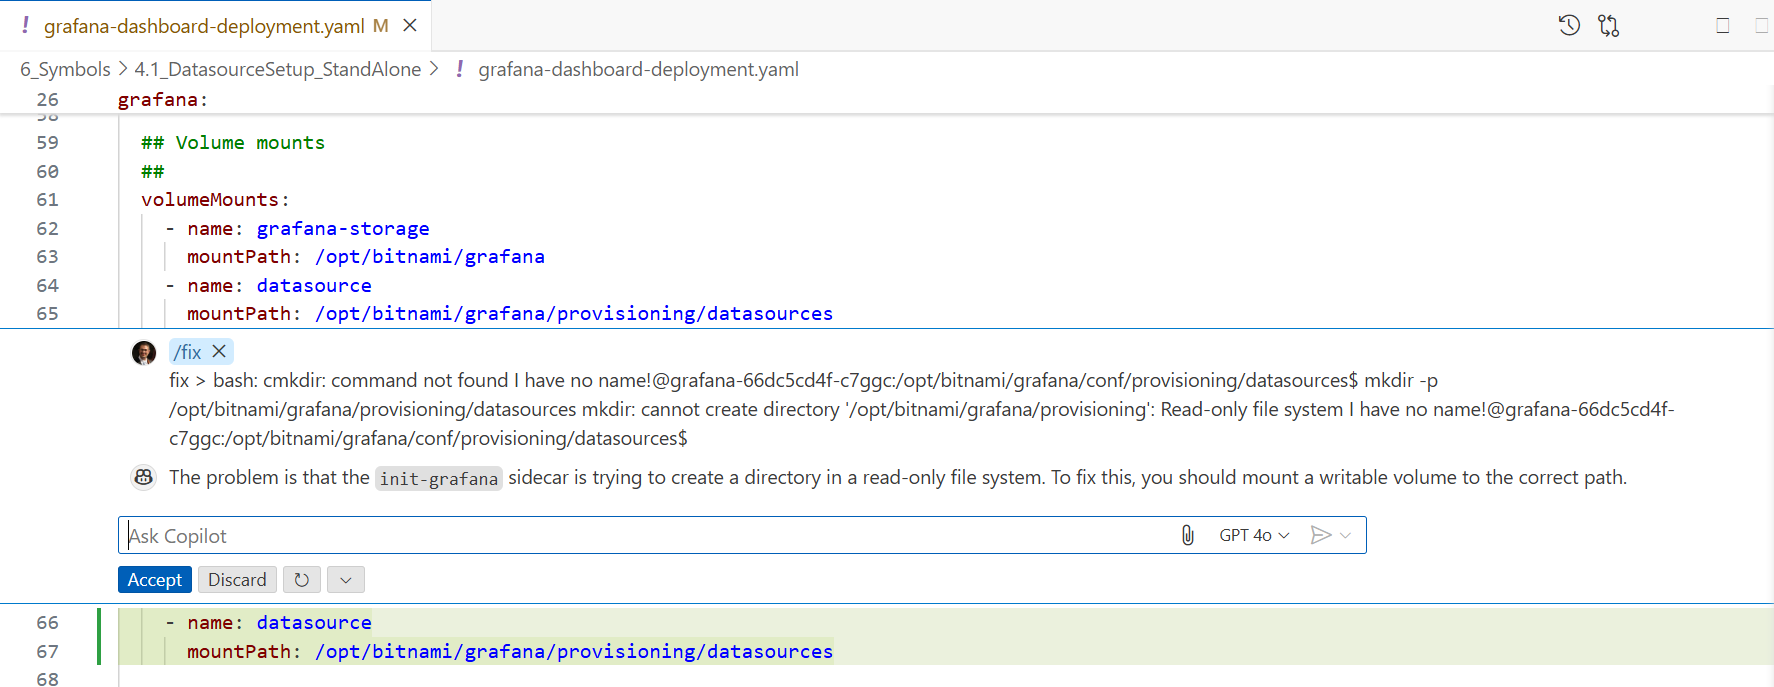 ! grafana-dashboard-deployment.yaml M ×
6_Symbols > 4.1_DatasourceSetup_StandAlone > ! grafana-dashboard-deployment.yaml
26 grafana:
58
59 ## Volume mounts
60 ##
61 volumeMounts:
62 - name: grafana-storage
63 mountPath: /opt/bitnami/grafana
64 - name: datasource
65 mountPath: /opt/bitnami/grafana/provisioning/datasources
/fix ×
fix > bash: cmkdir: command not found I have no name!@grafana-66dc5cd4f-c7ggc:/opt/bitnami/grafana/conf/provisioning/datasources$ mkdir -p
/opt/bitnami/grafana/provisioning/datasources mkdir: cannot create directory '/opt/bitnami/grafana/provisioning': Read-only file system I have no name!@grafana-66dc5cd4f-
c7ggc:/opt/bitnami/grafana/conf/provisioning/datasources$
The problem is that the init-grafana sidecar is trying to create a directory in a read-only file system. To fix this, you should mount a writable volume to the correct path.
Ask Copilot GPT 4o
Accept Discard
66 - name: datasource
67 mountPath: /opt/bitnami/grafana/provisioning/datasources
68